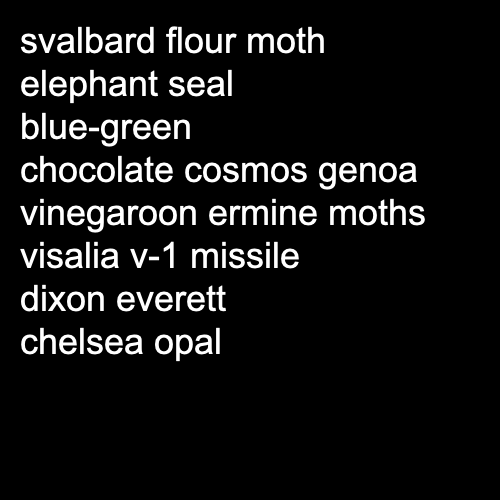 svalbard flour moth
elephant seal
blue-green
chocolate cosmos genoa
vinegaroon ermine moths
visalia v-1 missile
dixon everett
chelsea opal